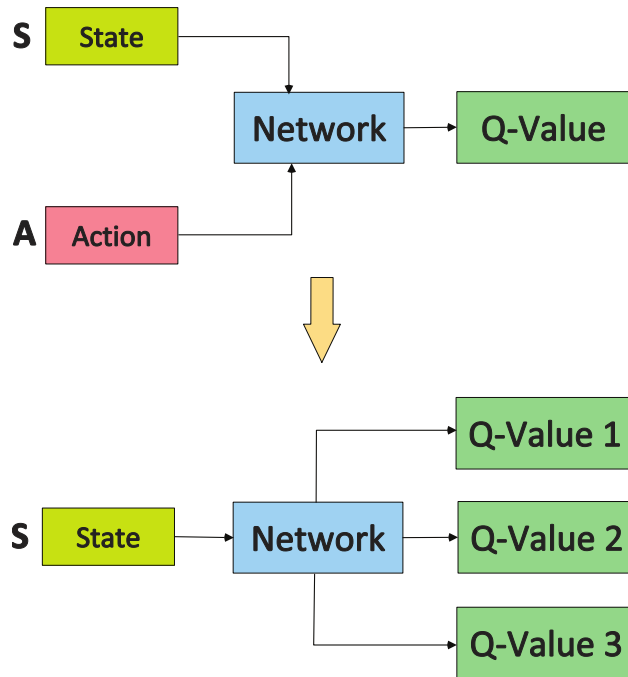 S State
Network Q-Value
A Action
Q-Value 1
S State Network Q-Value 2
Q-Value 3